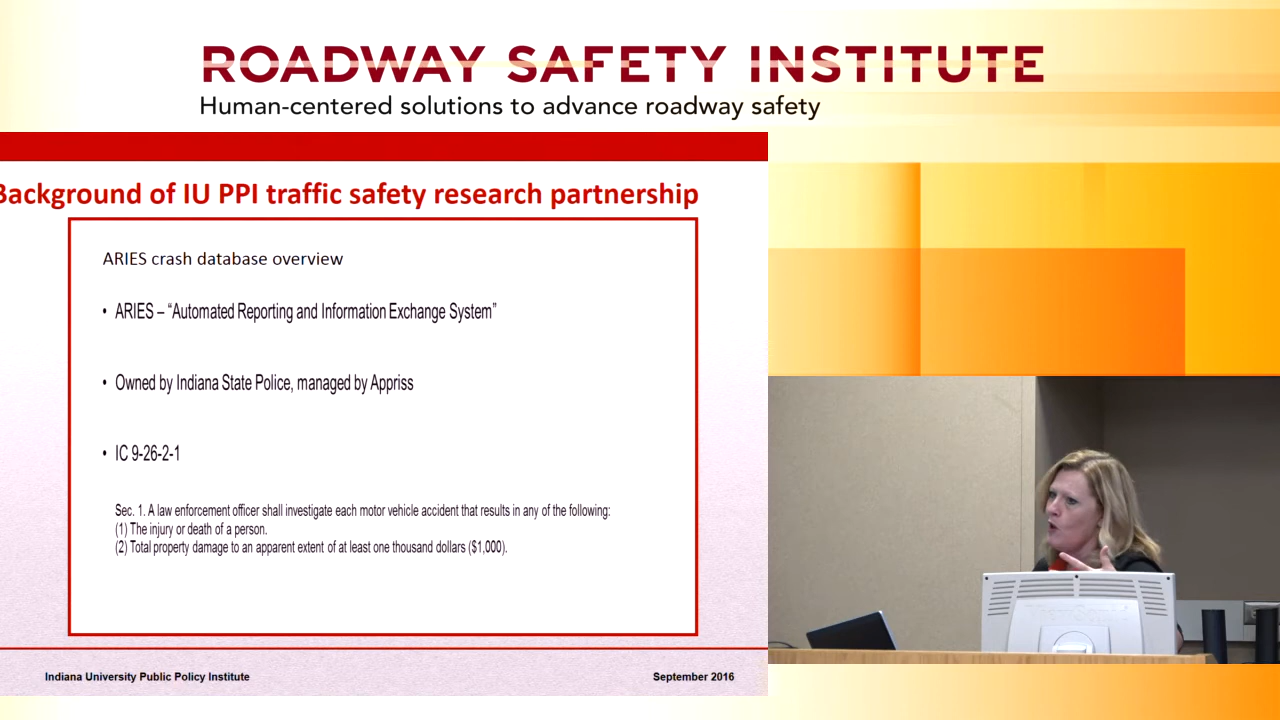 ROADWAY SAFETY INSTITUTE
Human-centered solutions to advance roadway safety
Background of IU PPI traffic safety research partnership
ARIES crash database overview
• ARIES – “Automated Reporting and Information Exchange System”
• Owned by Indiana State Police, managed by Appriss
• IC 9-26-2-1
Sec. 1. A law enforcement officer shall investigate each motor vehicle accident that results in any of the following:
(1) The injury or death of a person.
(2) Total property damage to an apparent extent of at least one thousand dollars ($1,000).
Indiana University Public Policy Institute
September 2016